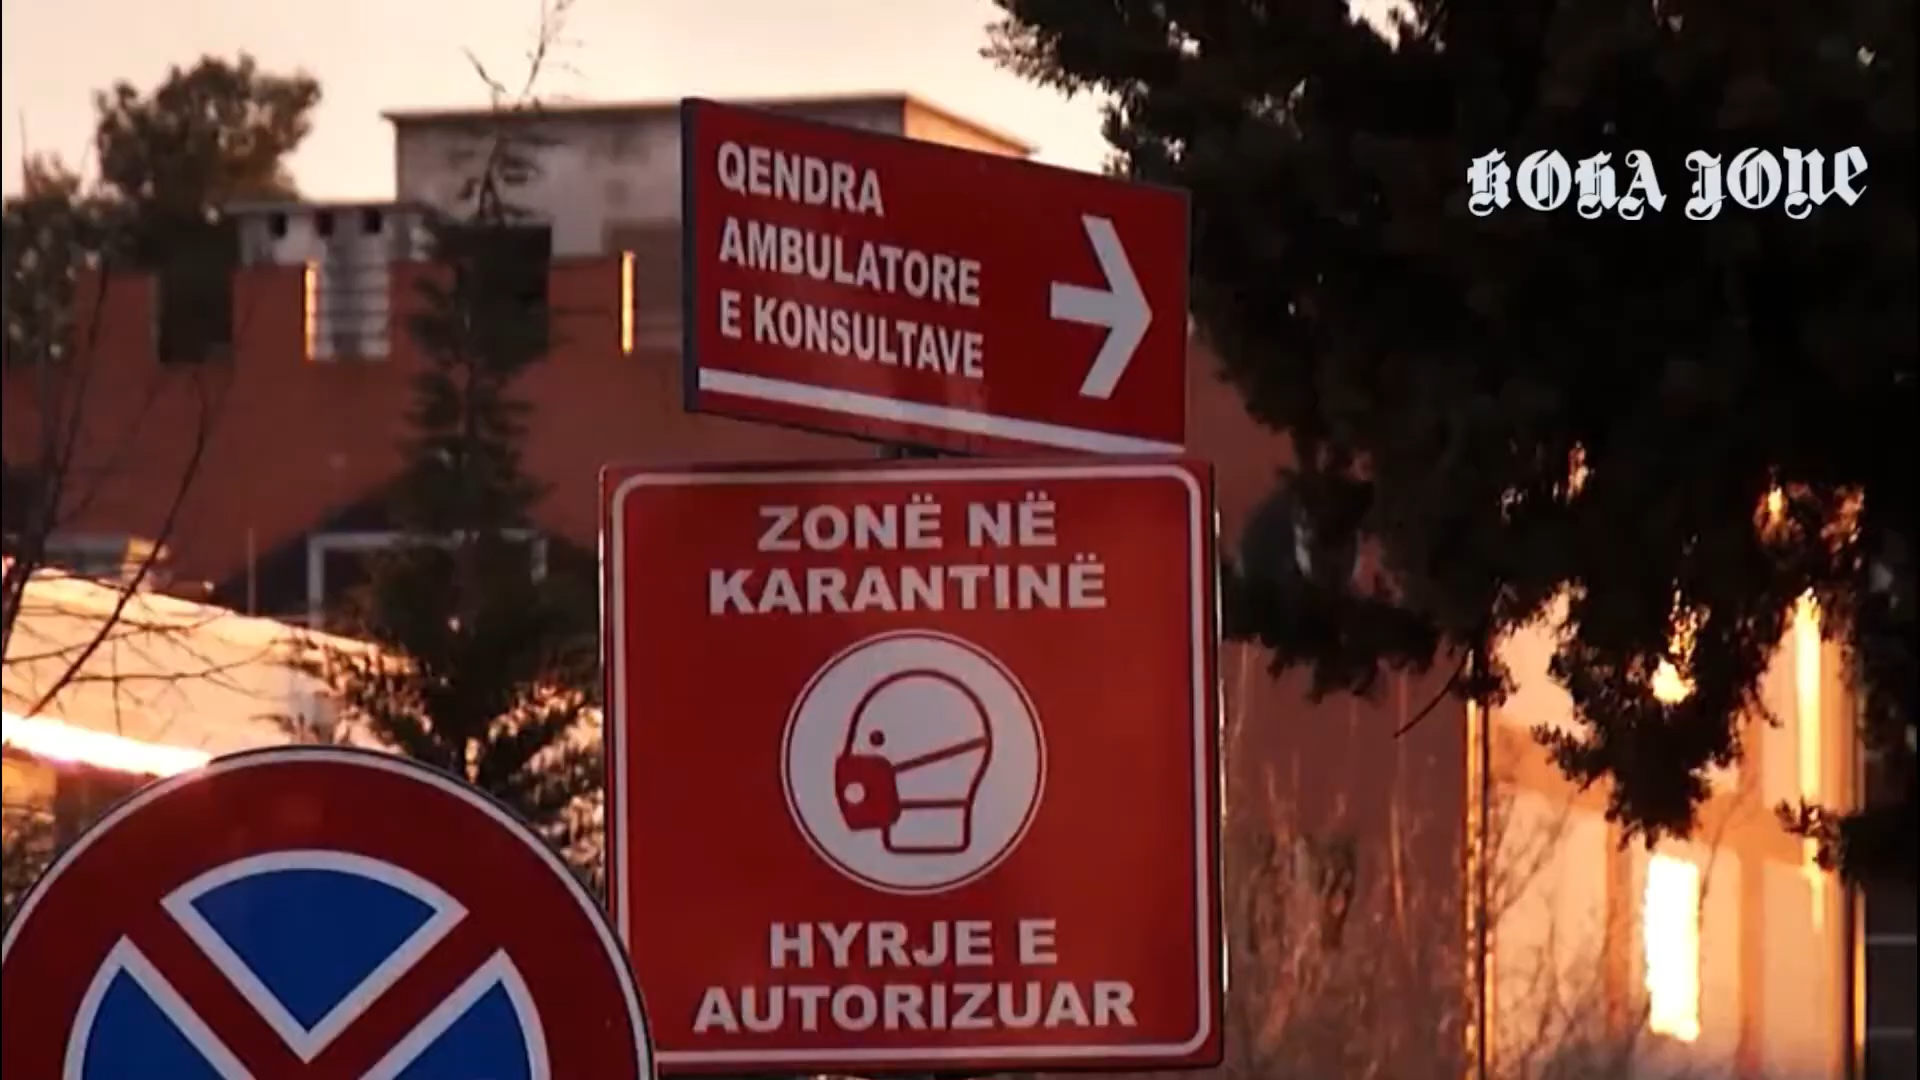 QENDRA
AMBULATORE
E KONSULTAVE
KOHA JONE
ZONË NË
KARANTINË
HYRJE E
AUTORIZUAR